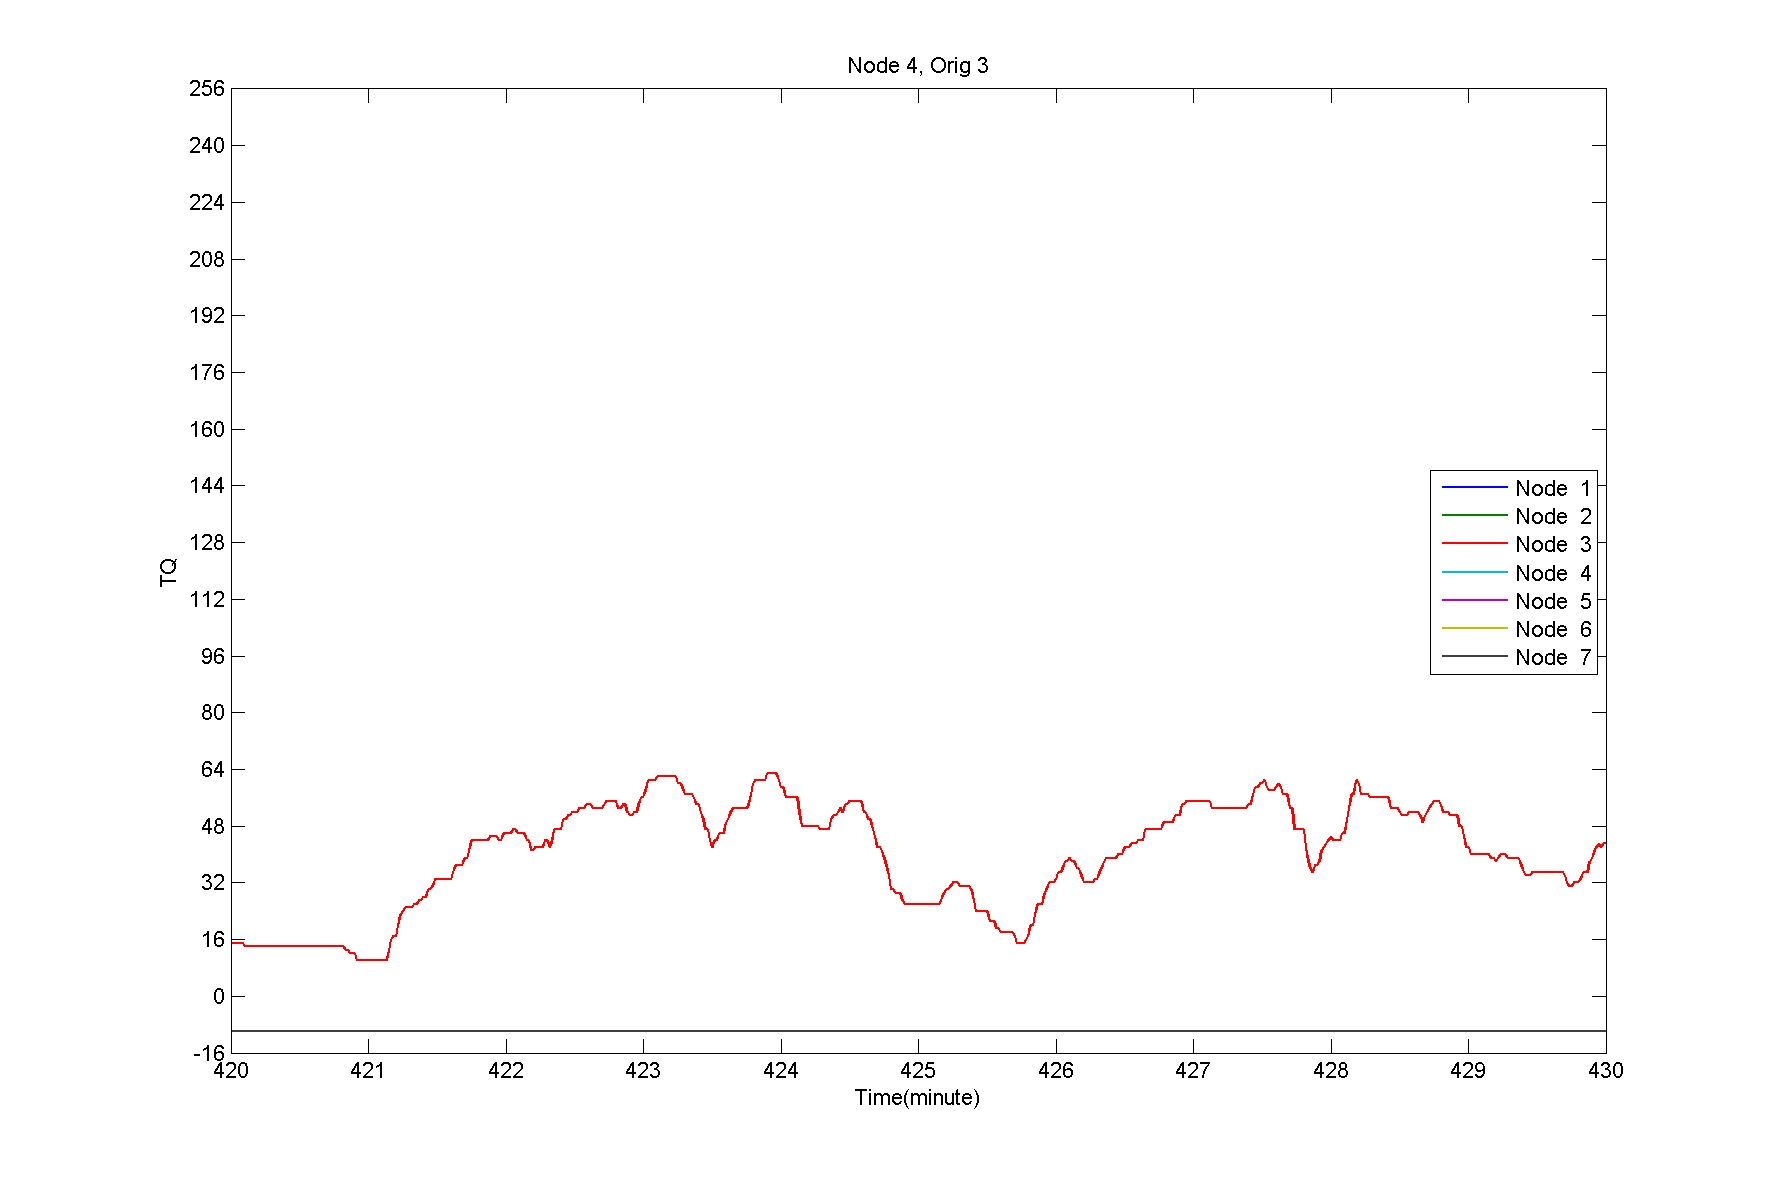 Node 4, Orig 3
256
240
224
208
192
176
160
144
128
112
96
80
64
48
32
16
0
-16
TQ
Node 1
Node 2
Node 3
Node 4
Node 5
Node 6
Node 7
420 421 422 423 424 425 426 427 428 429 430
Time(minute)